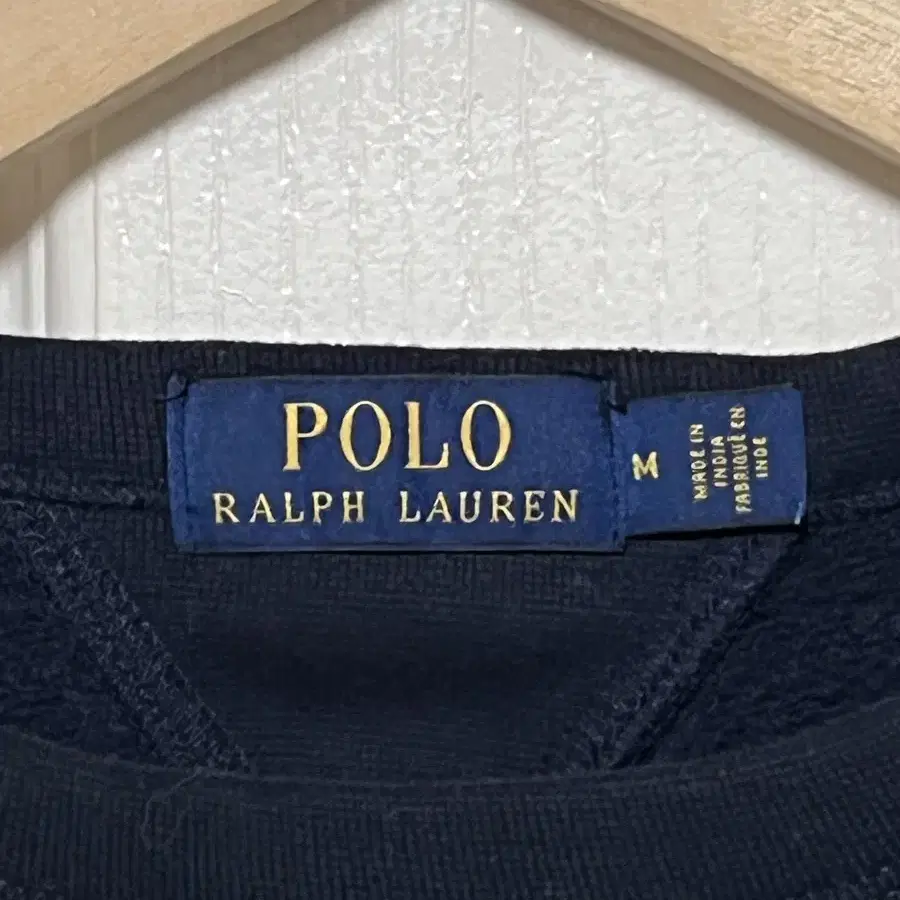 POLO
RALPH LAUREN
M
MADE IN
INDIA
FABRIQUÉ EN
INDE